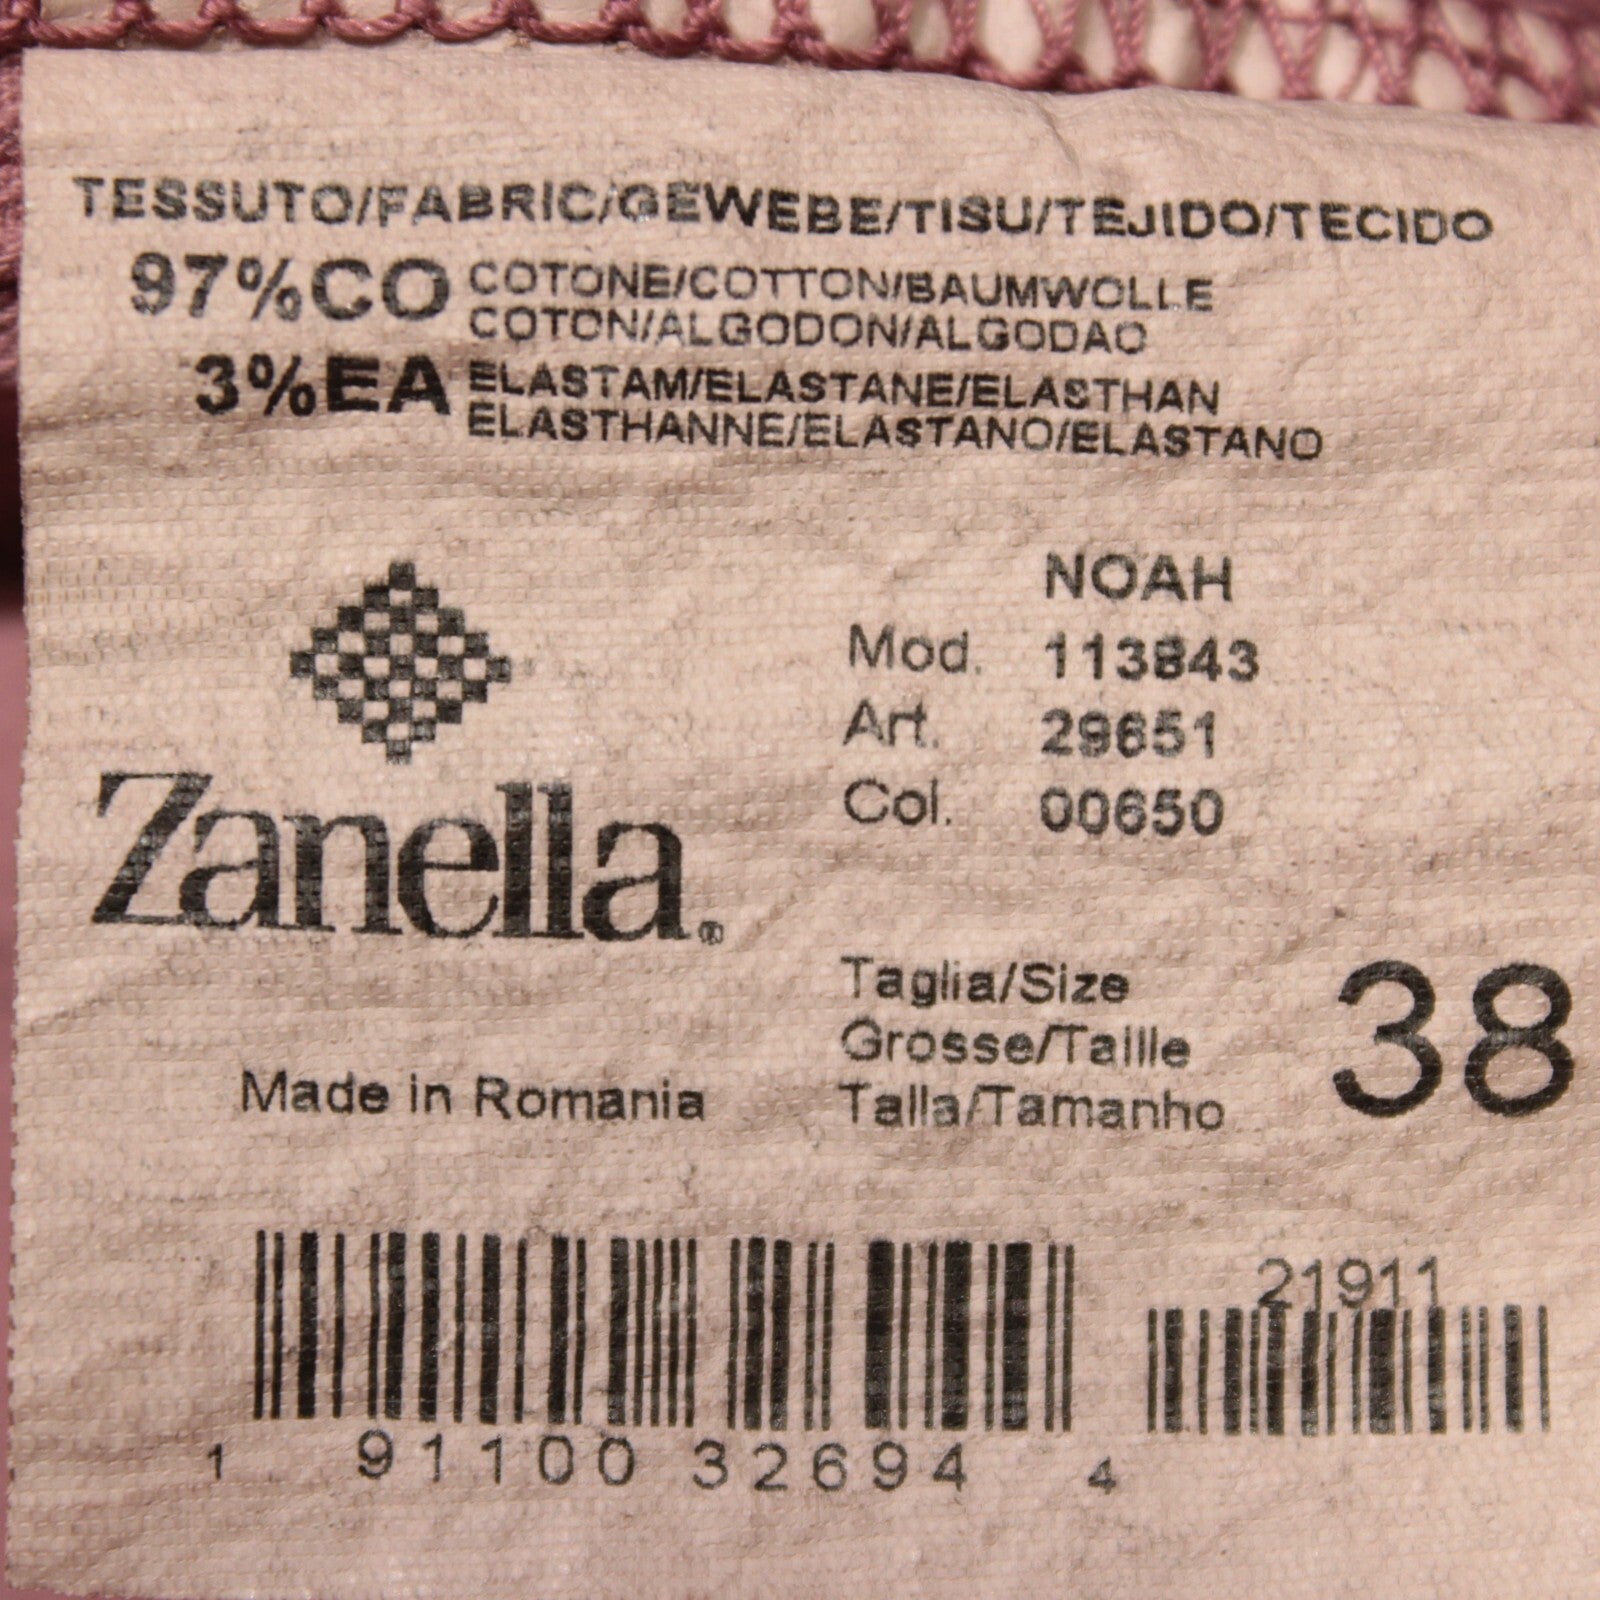 TESSUTO/FABRIC/GEWEBE/TISU/TEJIDO/TECIDO
97%CO COTONE/COTTON/BAUMWOLLE
COTON/ALGODON/ALGODAO
3%EA ELASTAM/ELASTANE/ELASTHAN
ELASTHANNE/ELASTANO/ELASTANO
NOAH
Mod. 113843
Art. 29651
Col. 00650
Zanella®
Taglia/Size
Grosse/Taille
Talla/Tamanho
38
Made in Romania
21911
1 91100 32694 4